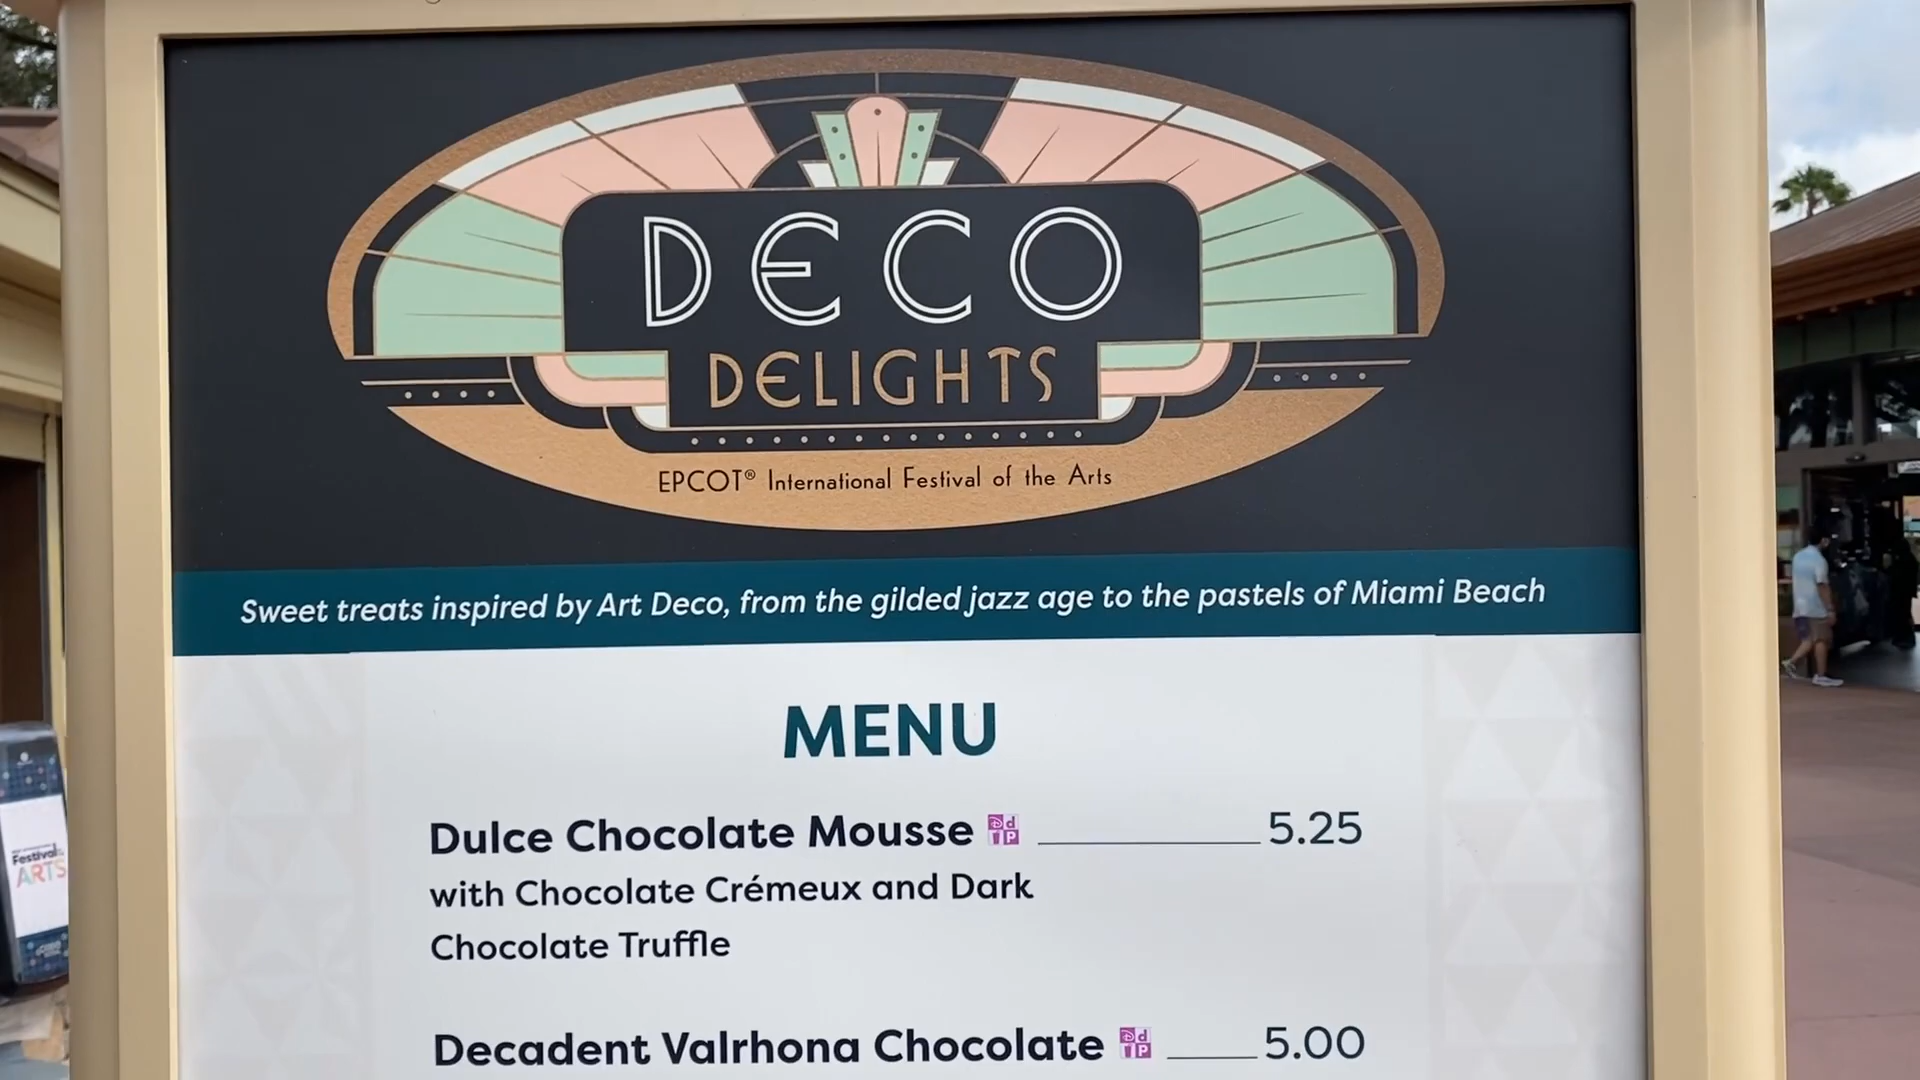 DECO
DELIGHTS
EPCOT® International Festival of the Arts
Sweet treats inspired by Art Deco, from the gilded jazz age to the pastels of Miami Beach
MENU
Dulce Chocolate Mousse 5.25
with Chocolate Crémeux and Dark
Chocolate Truffle
Decadent Valrhona Chocolate 5.00
Festival
ARTS